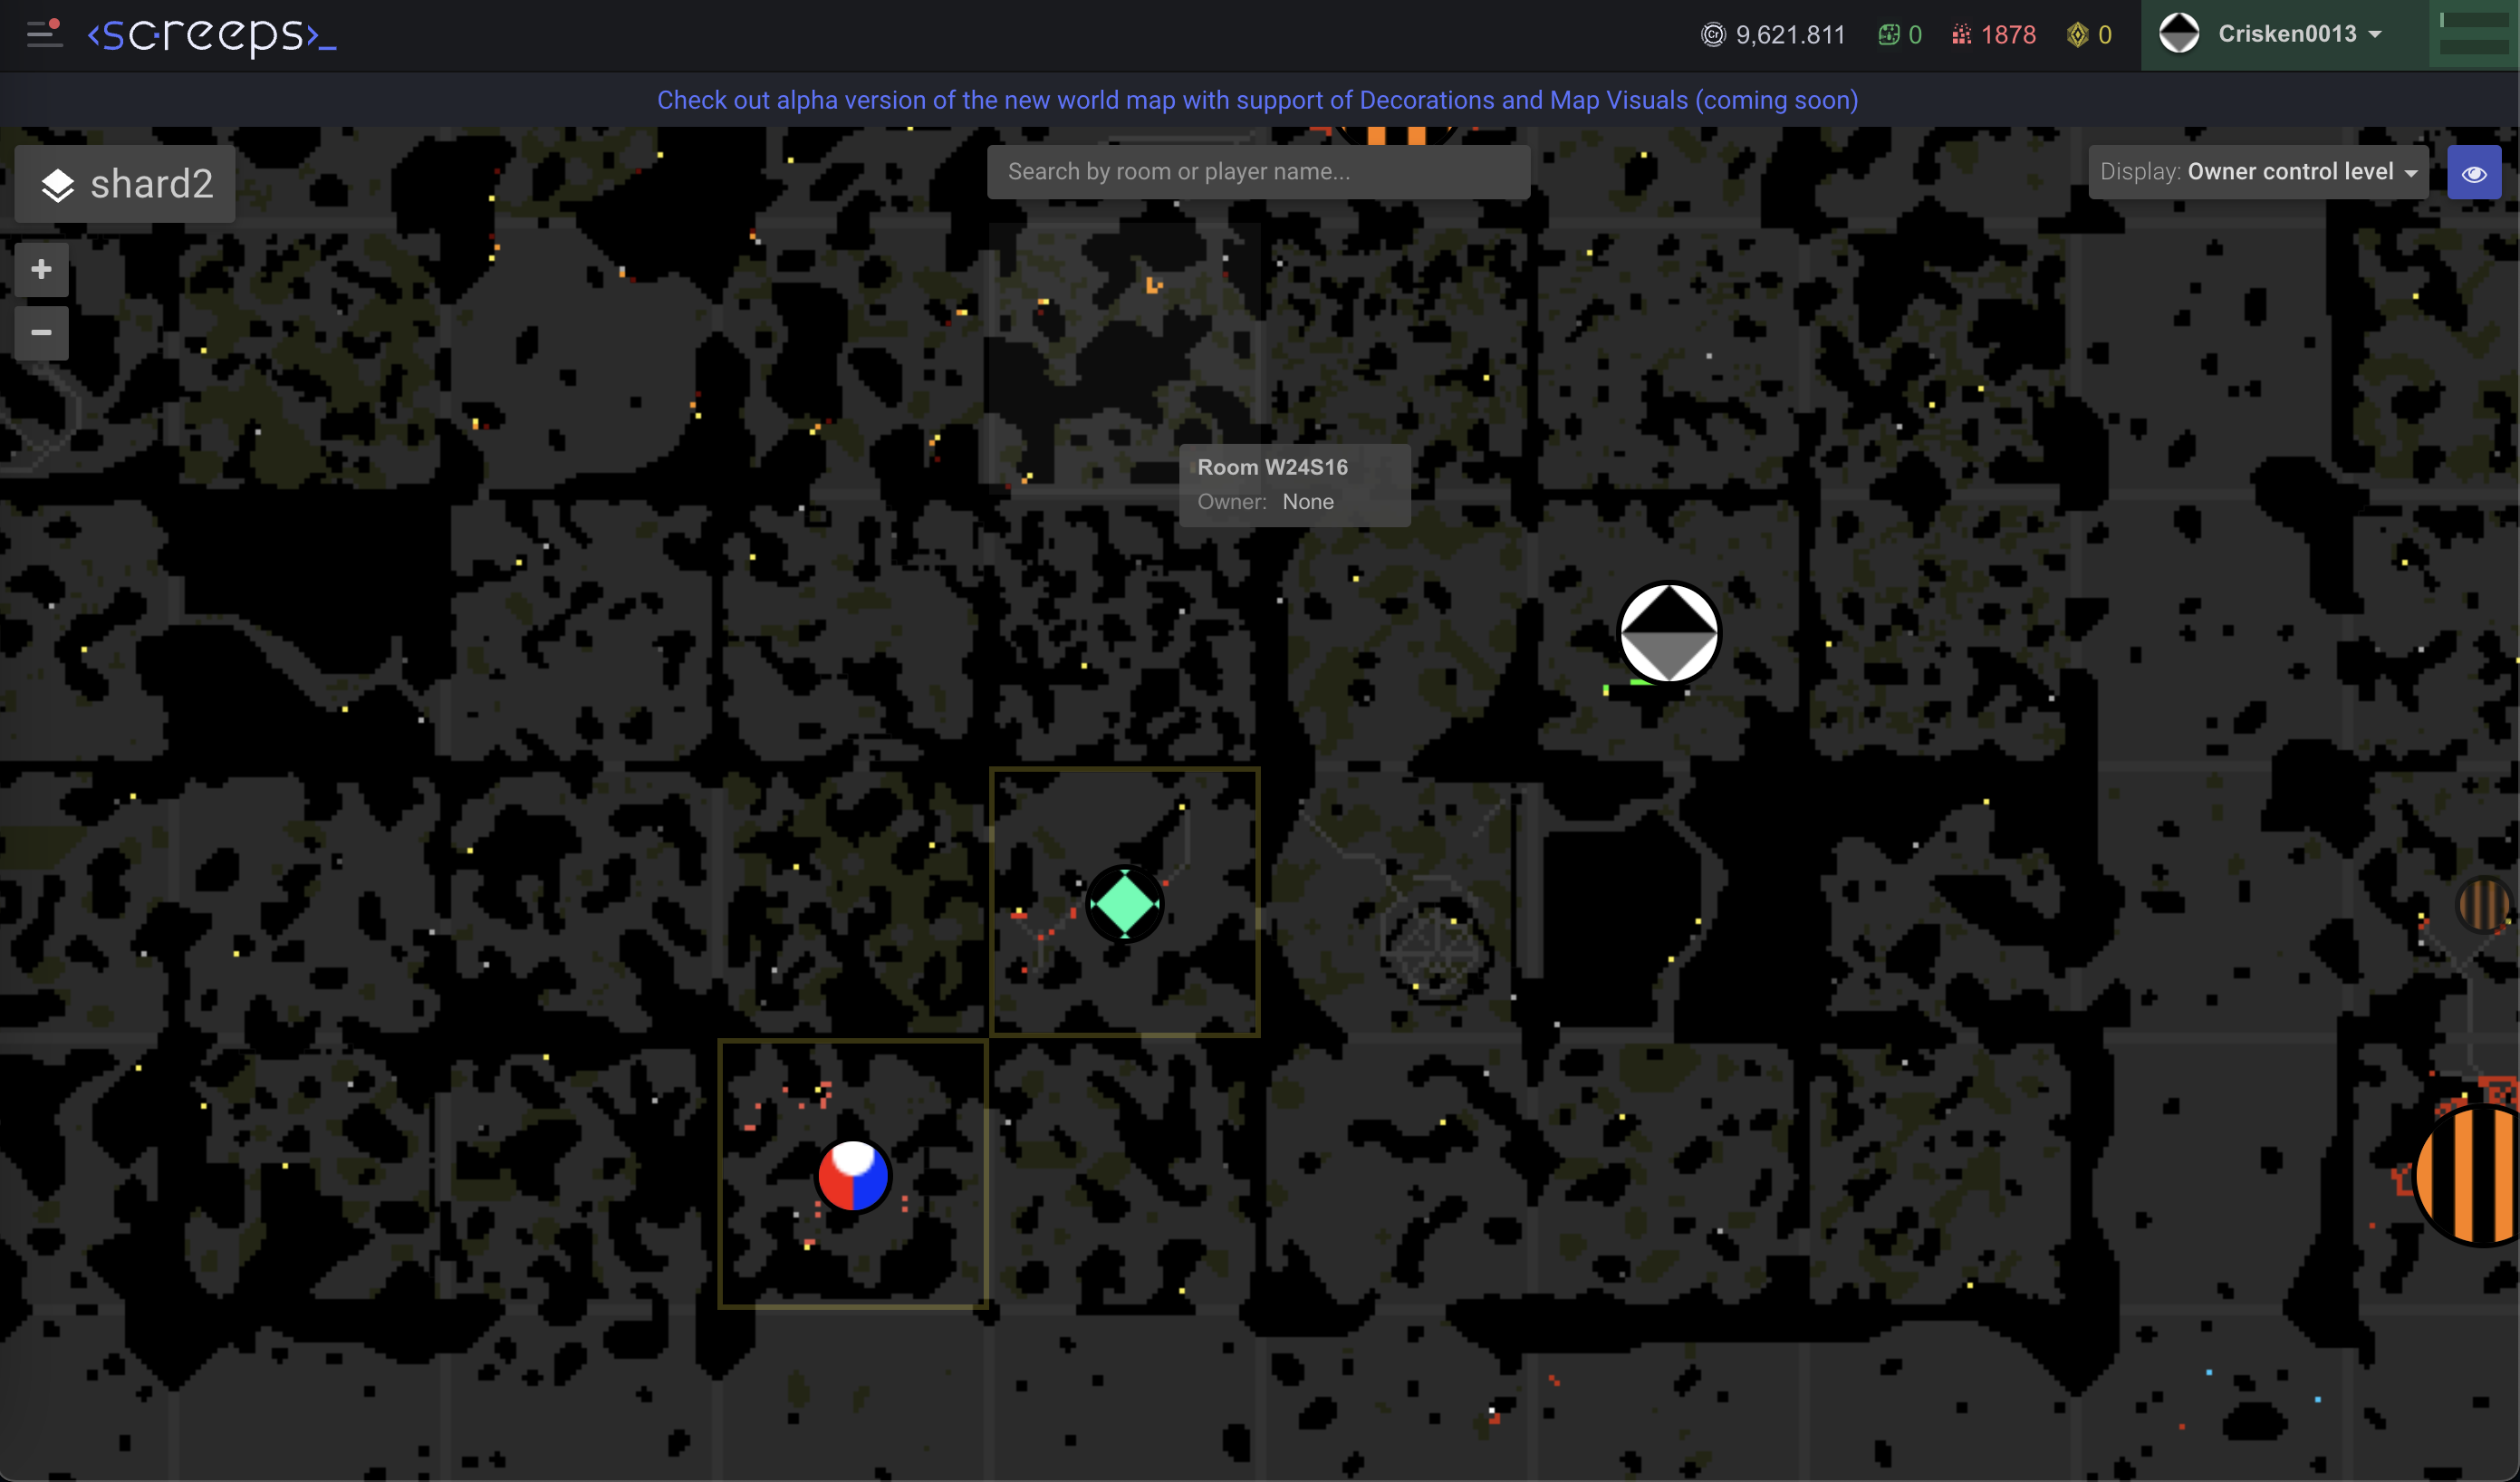 <screeps>_
9,621.811
0
1878
0
Crisken0013
Check out alpha version of the new world map with support of Decorations and Map Visuals (coming soon)
shard2
Search by room or player name...
Display: Owner control level
+
−
Room W24S16
Owner: None